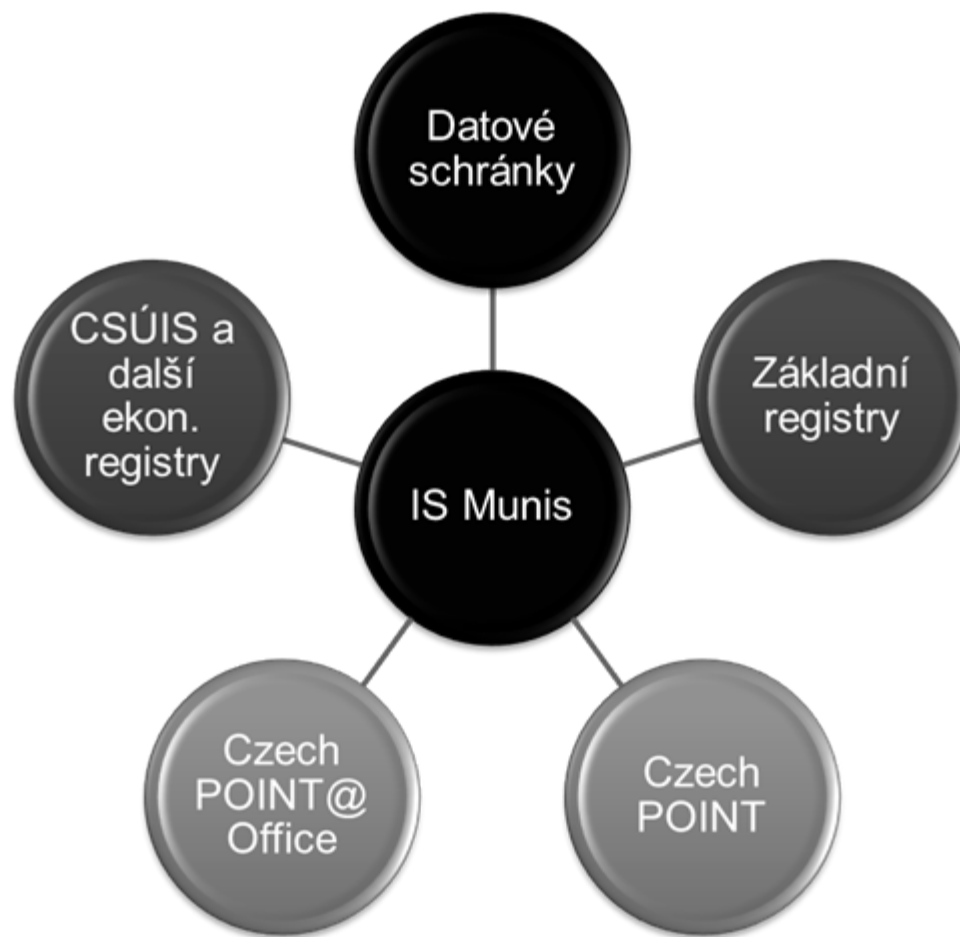 Datové
schránky
CSÚIS a
další
ekon.
registry
Základní
registry
IS Munis
Czech
POINT@
Office
Czech
POINT